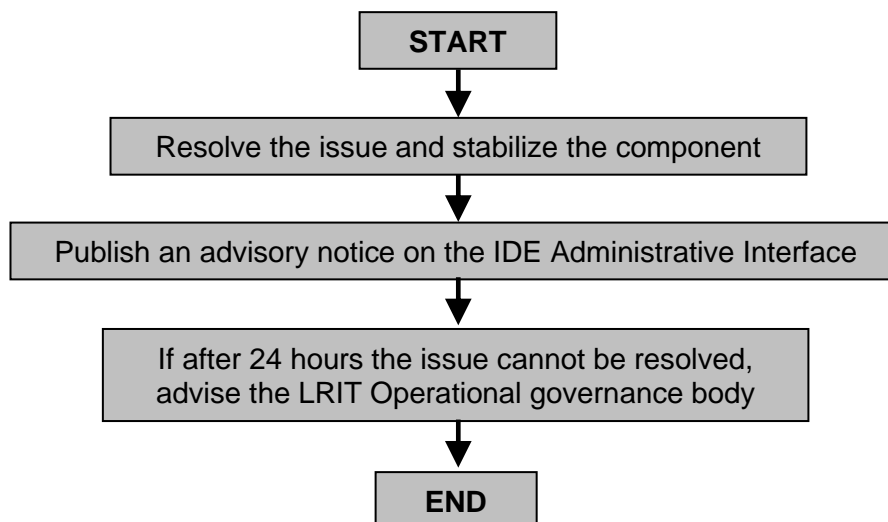 START
Resolve the issue and stabilize the component
Publish an advisory notice on the IDE Administrative Interface
If after 24 hours the issue cannot be resolved,
advise the LRIT Operational governance body
END